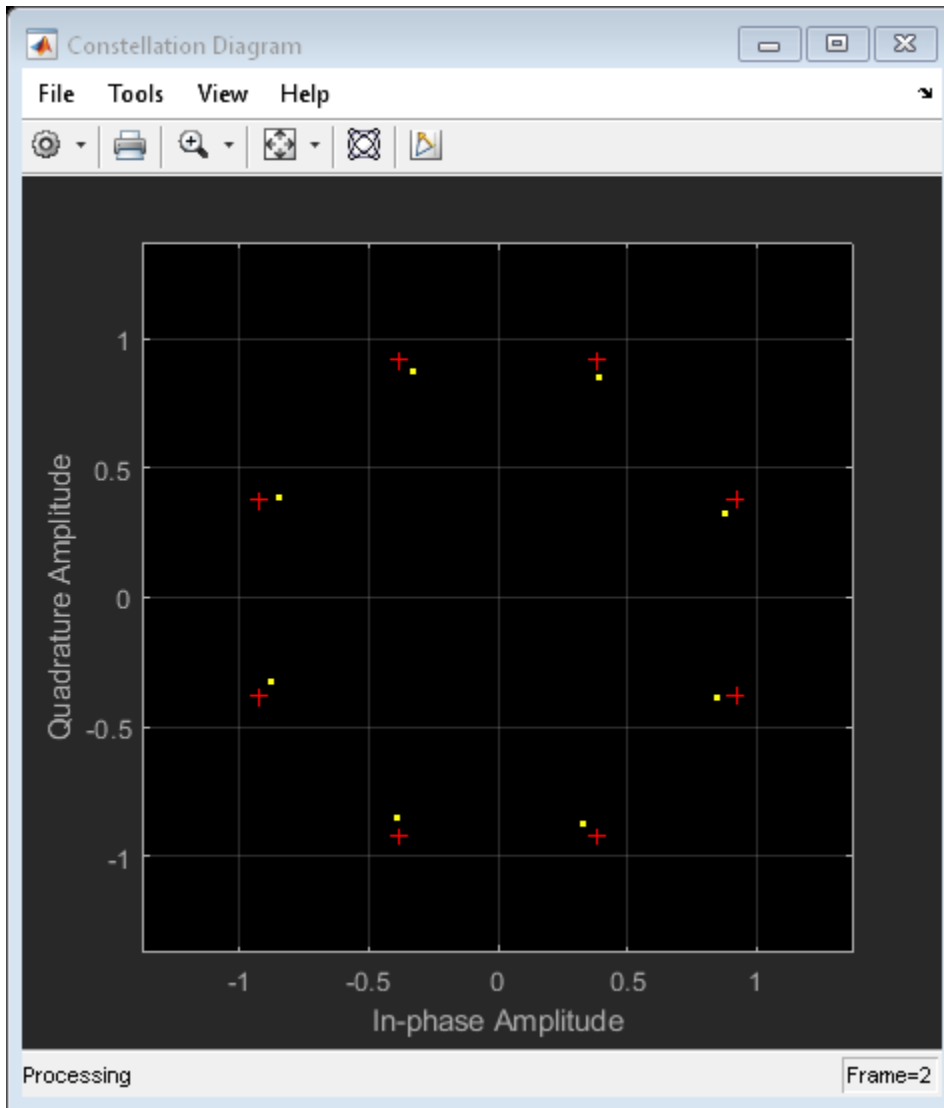 Constellation Diagram
File Tools View Help
1
0.5
0
-0.5
-1
Quadrature Amplitude
-1 -0.5 0 0.5 1
In-phase Amplitude
Processing Frame=2